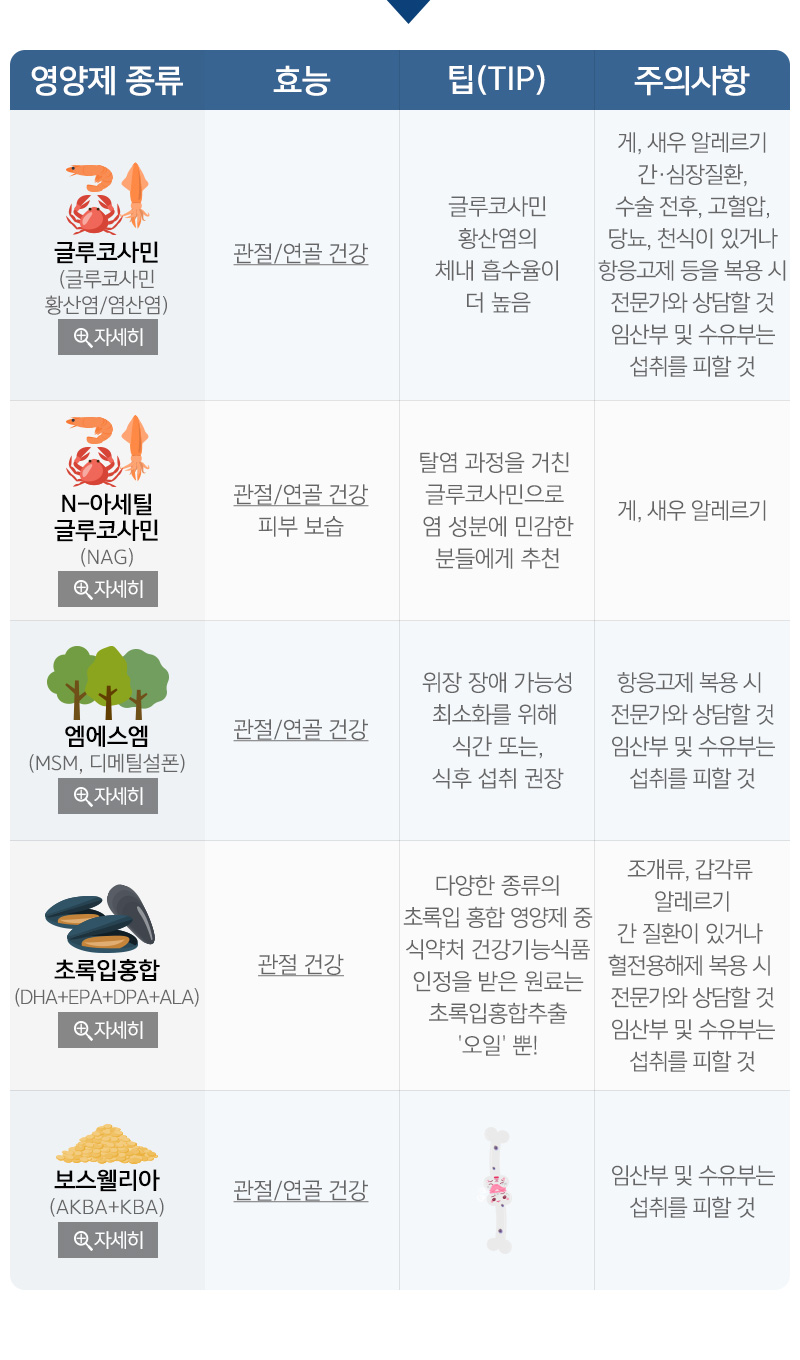 영양제 종류
효능
팁(TIP)
주의사항
글루코사민
(글루코사민
황산염/염산염)
자세히
관절/연골 건강
글루코사민
황산염의
체내 흡수율이
더 높음
게, 새우 알레르기
간·심장질환,
수술 전후, 고혈압,
당뇨, 천식이 있거나
항응고제 등을 복용 시
전문가와 상담할 것
임산부 및 수유부는
섭취를 피할 것
N-아세틸
글루코사민
(NAG)
자세히
관절/연골 건강
피부 보습
탈염 과정을 거친
글루코사민으로
염 성분에 민감한
분들에게 추천
게, 새우 알레르기
엠에스엠
(MSM, 디메틸설폰)
자세히
관절/연골 건강
위장 장애 가능성
최소화를 위해
식간 또는,
식후 섭취 권장
항응고제 복용 시
전문가와 상담할 것
임산부 및 수유부는
섭취를 피할 것
초록입홍합
(DHA+EPA+DPA+ALA)
자세히
관절 건강
다양한 종류의
초록입 홍합 영양제 중
식약처 건강기능식품
인정을 받은 원료는
초록입홍합추출
'오일' 뿐!
조개류, 갑각류
알레르기
간 질환이 있거나
혈전용해제 복용 시
전문가와 상담할 것
임산부 및 수유부는
섭취를 피할 것
보스웰리아
(AKBA+KBA)
자세히
관절/연골 건강
임산부 및 수유부는
섭취를 피할 것